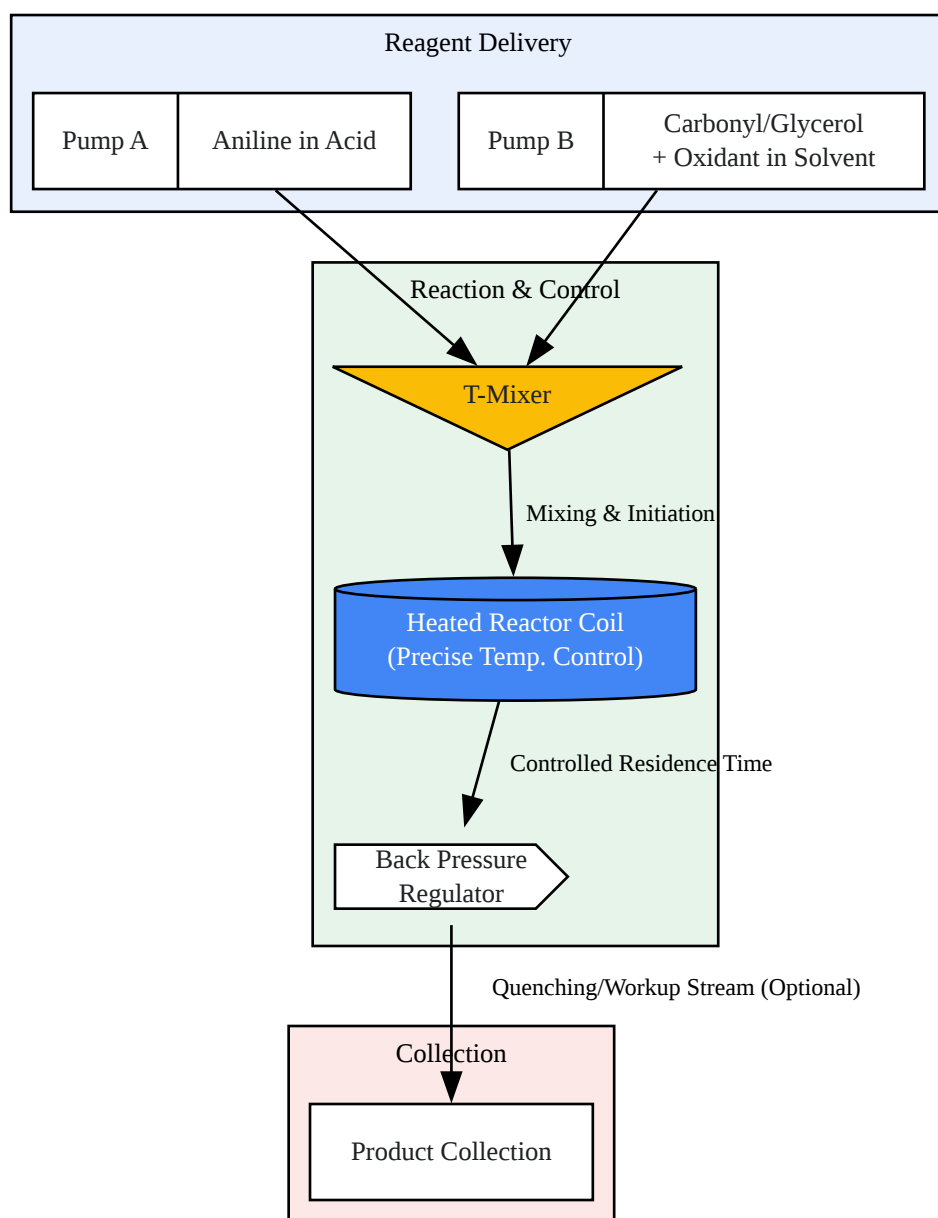 Reagent Delivery
Pump A
Aniline in Acid
Pump B
Carbonyl/Glycerol
+ Oxidant in Solvent
Reaction & Control
T-Mixer
Mixing & Initiation
Heated Reactor Coil
(Precise Temp. Control)
Controlled Residence Time
Back Pressure
Regulator
Quenching/Workup Stream (Optional)
Collection
Product Collection